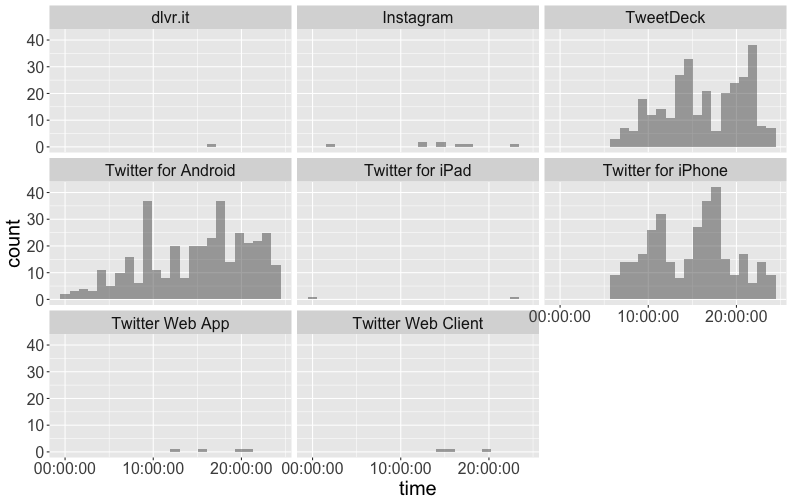 dlvr.it Instagram TweetDeck
40
30
20
10
0
Twitter for Android Twitter for iPad Twitter for iPhone
40
30
20
10
0
count
00:00:00 10:00:00 20:00:00
Twitter Web App Twitter Web Client
40
30
20
10
0
00:00:00 10:00:00 20:00:00 00:00:00 10:00:00 20:00:00
time